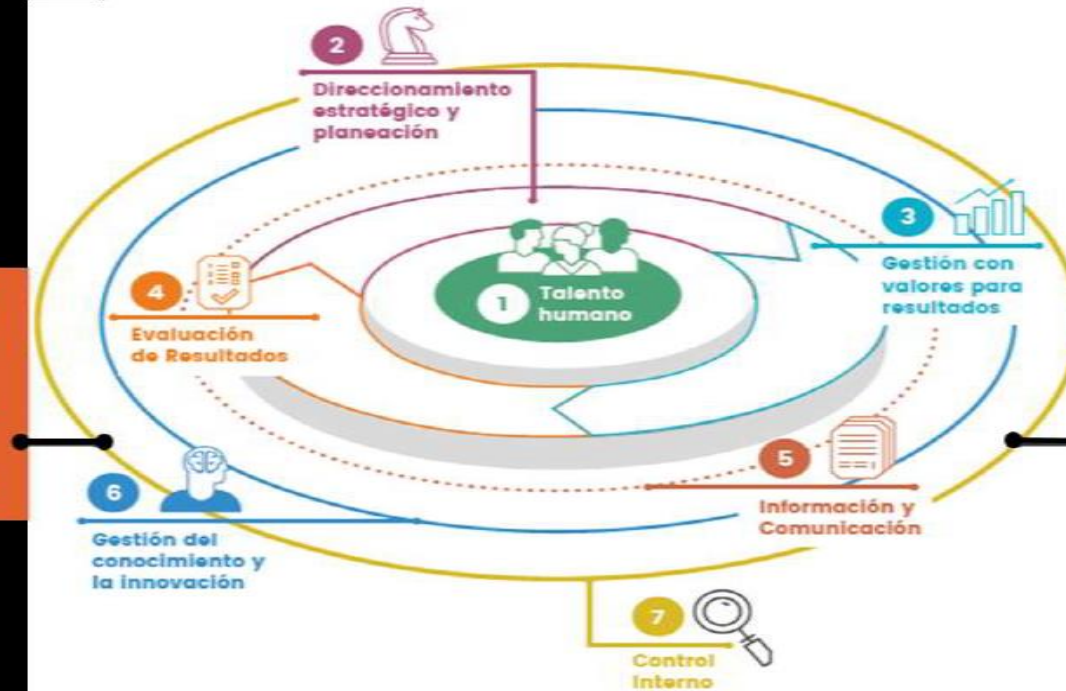 2
Direccionamiento
estratégico y
planeación
3
Gestión con
valores para
resultados
1
Talento
humano
4
Evaluación
de Resultados
5
Información y
Comunicación
6
Gestión del
conocimiento y
la innovación
7
Control
Interno